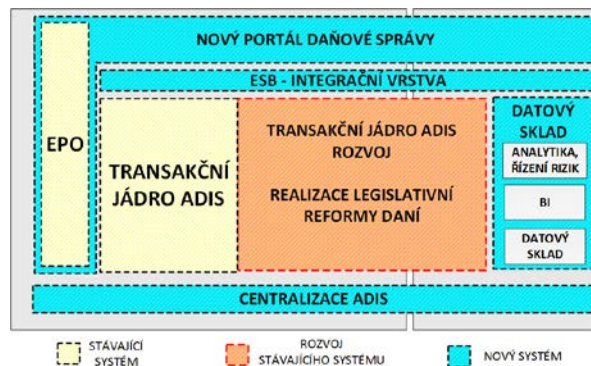 NOVÝ PORTÁL DAŇOVÉ SPRÁVY
ESB - INTEGRAČNÍ VRSTVA
EPO
TRANSAKČNÍ
JÁDRO ADIS
TRANSAKČNÍ JÁDRO ADIS
ROZVOJ
REALIZACE LEGISLATIVNÍ
REFORMY DANÍ
DATOVÝ
SKLAD
ANALYTIKA,
ŘÍZENÍ RIZIK
BI
DATOVÝ
SKLAD
CENTRALIZACE ADIS
STÁVAJÍCÍ
SYSTÉM
ROZVOJ
STÁVAJÍCÍHO SYSTEMU
NOVÝ SYSTÉM